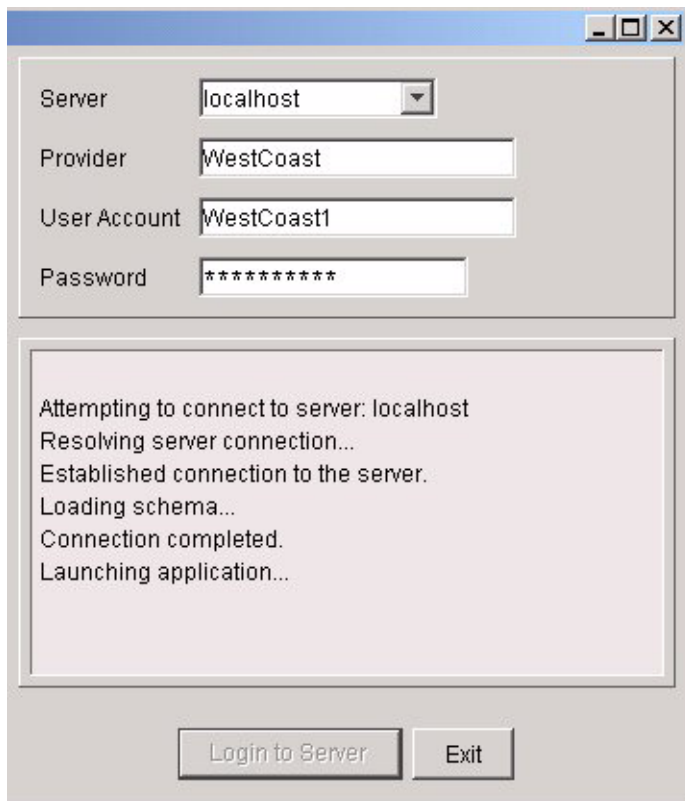 Server localhost
Provider WestCoast
User Account WestCoast1
Password **********
Attempting to connect to server: localhost
Resolving server connection...
Established connection to the server.
Loading schema...
Connection completed.
Launching application...
Login to Server Exit